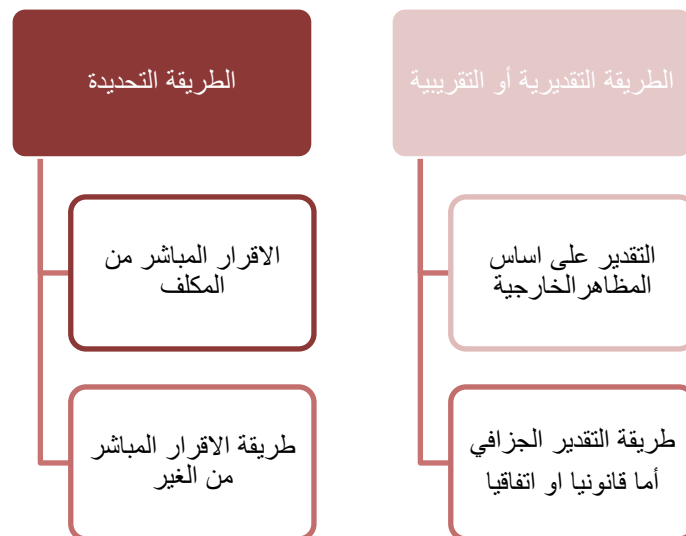 الطريقة التقديرية أو التقريبية
التقدير على اساس
المظاهرالخارجية
طريقة التقدير الجزافي
أما قانونيا او اتفاقيا
الطريقة التحديدة
الاقرار المباشر من
المكلف
طريقة الاقرار المباشر
من الغير